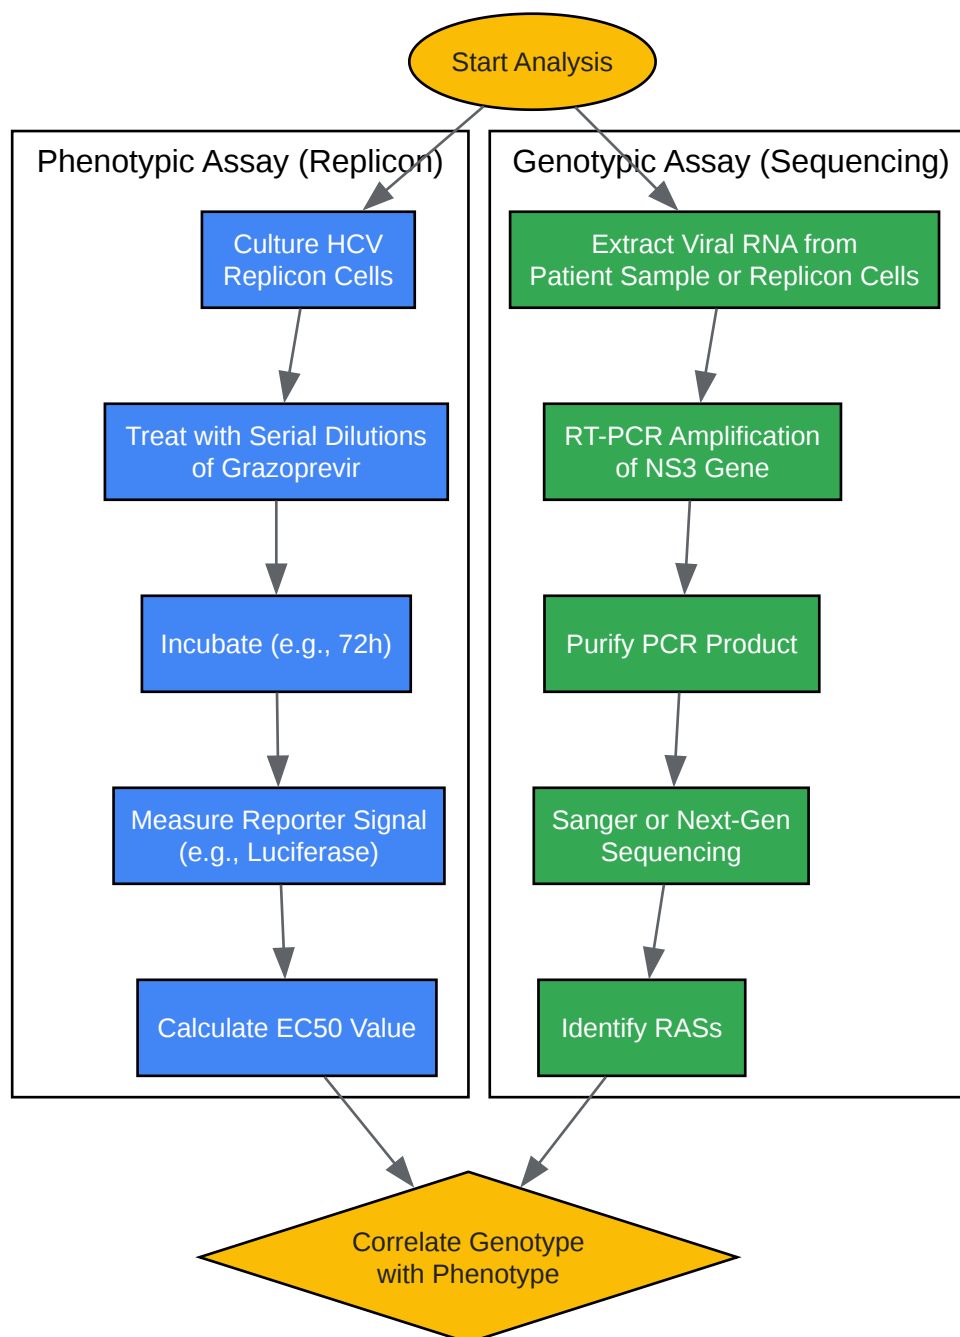 Start Analysis
Phenotypic Assay (Replicon)
Culture HCV
Replicon Cells
Treat with Serial Dilutions
of Grazoprevir
Incubate (e.g., 72h)
Measure Reporter Signal
(e.g., Luciferase)
Calculate EC50 Value
Genotypic Assay (Sequencing)
Extract Viral RNA from
Patient Sample or Replicon Cells
RT-PCR Amplification
of NS3 Gene
Purify PCR Product
Sanger or Next-Gen
Sequencing
Identify RASs
Correlate Genotype
with Phenotype